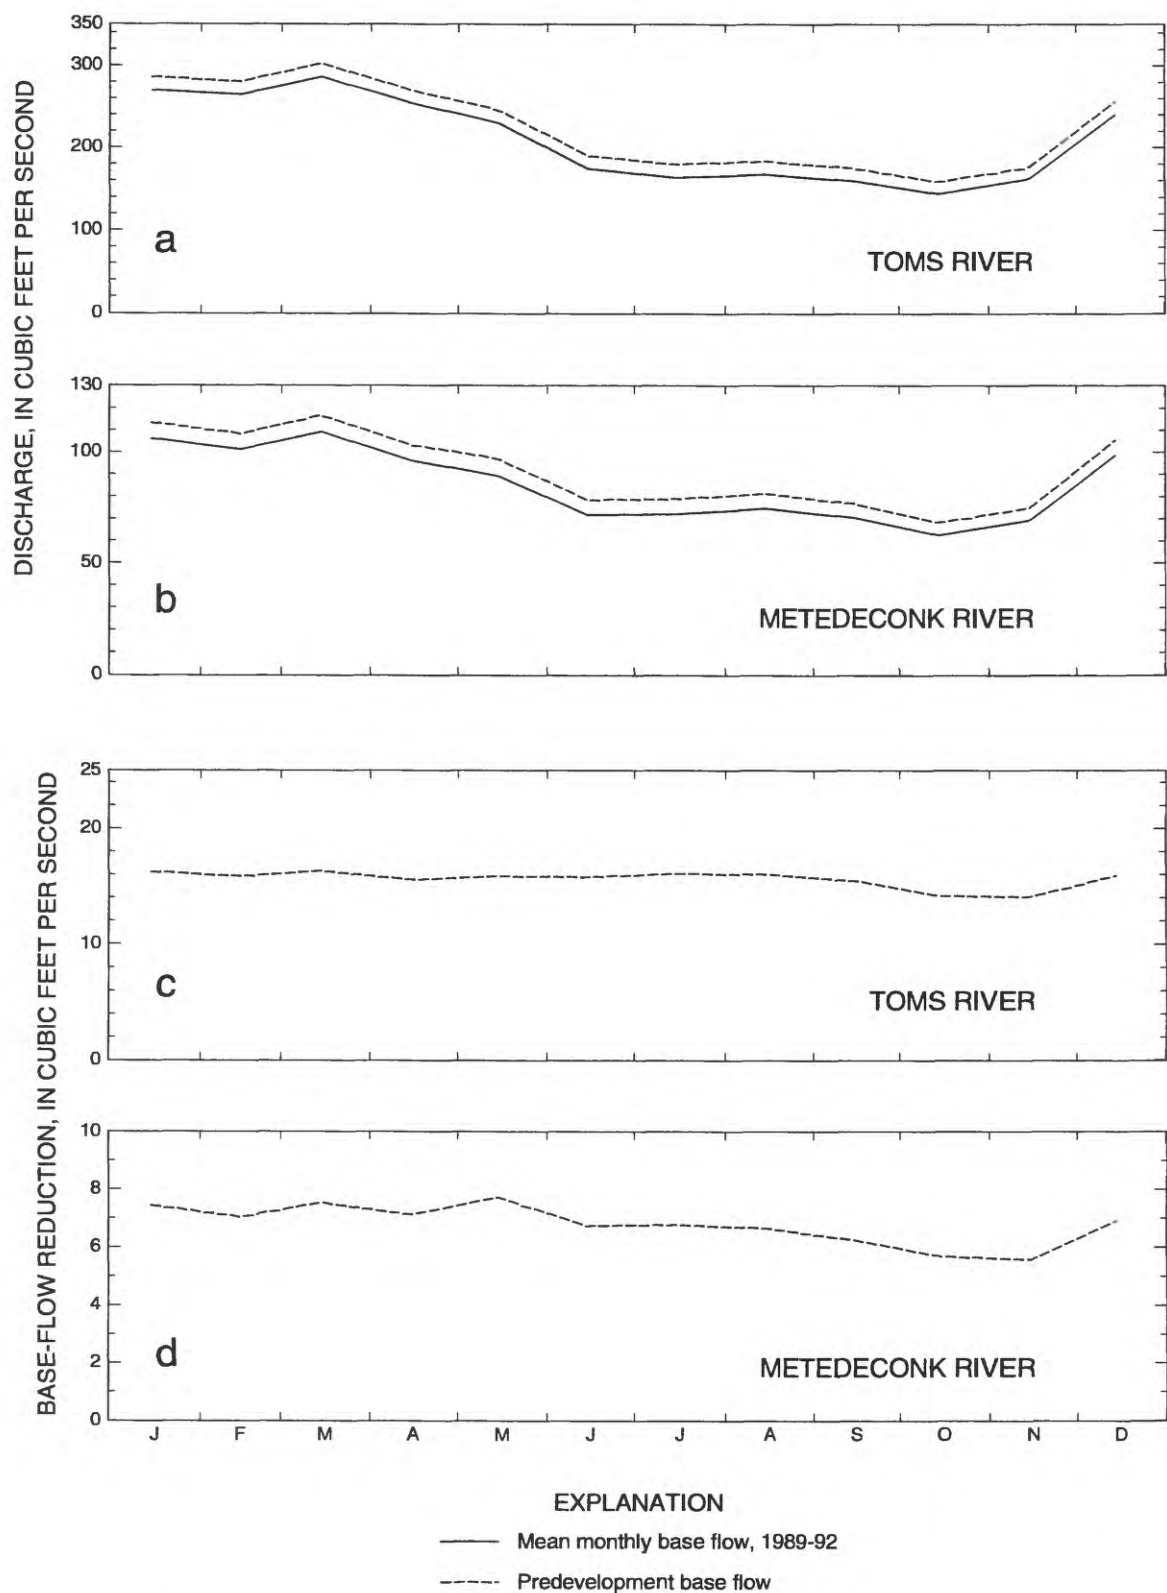 DISCHARGE, IN CUBIC FEET PER SECOND
350
300
200
100
0
a
TOMS RIVER
130
100
50
0
b
METEDECONK RIVER
BASE-FLOW REDUCTION, IN CUBIC FEET PER SECOND
25
20
10
0
c
TOMS RIVER
10
8
6
4
2
0
d
METEDECONK RIVER
J F M A M J J A S O N D
EXPLANATION
Mean monthly base flow, 1989-92
Predevelopment base flow